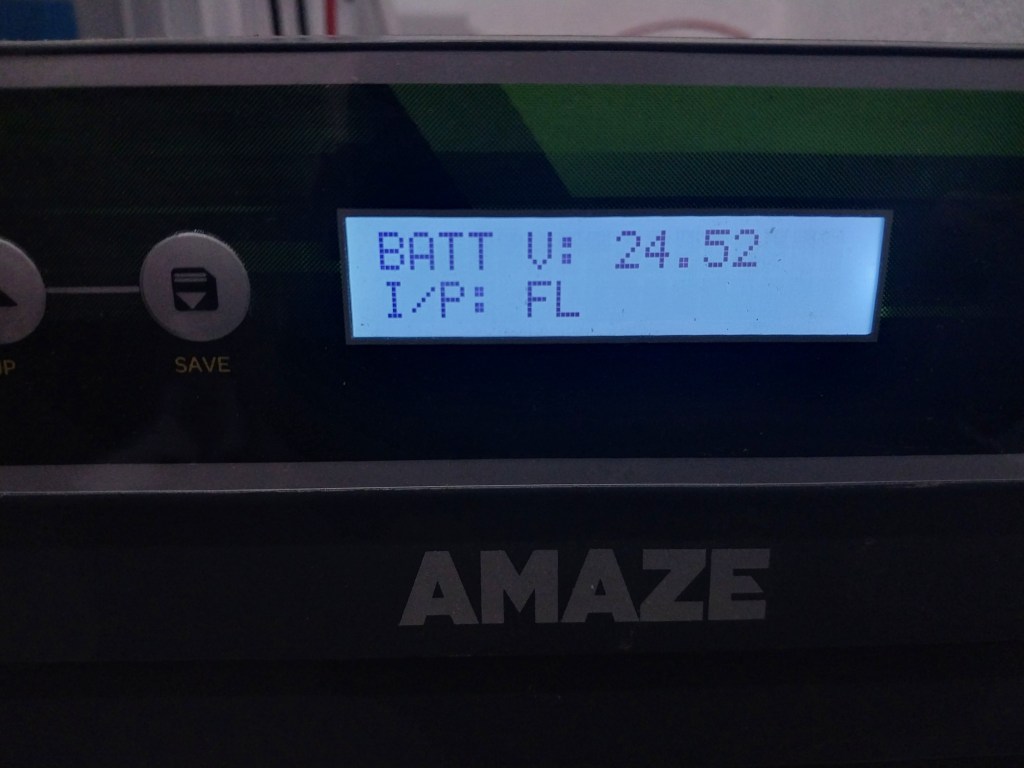 BATT V: 24.52
I/P: FL
SAVE
AMAZE